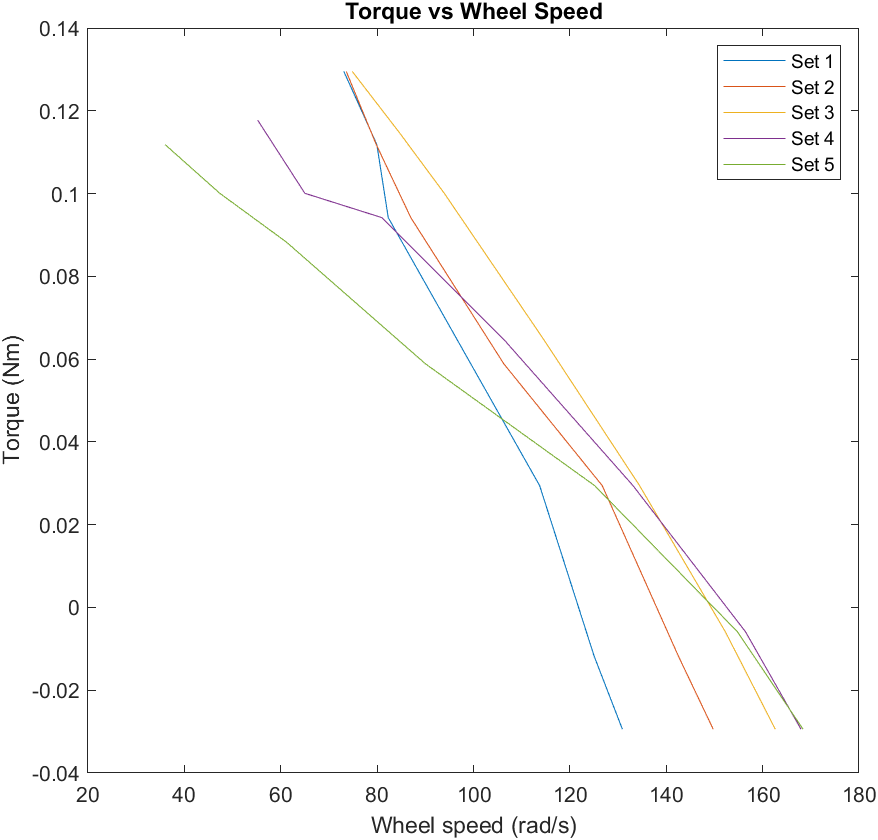 Torque vs Wheel Speed
0.14
0.12
0.1
0.08
0.06
0.04
0.02
0
-0.02
-0.04
Torque (Nm)
Set 1
Set 2
Set 3
Set 4
Set 5
20 40 60 80 100 120 140 160 180
Wheel speed (rad/s)